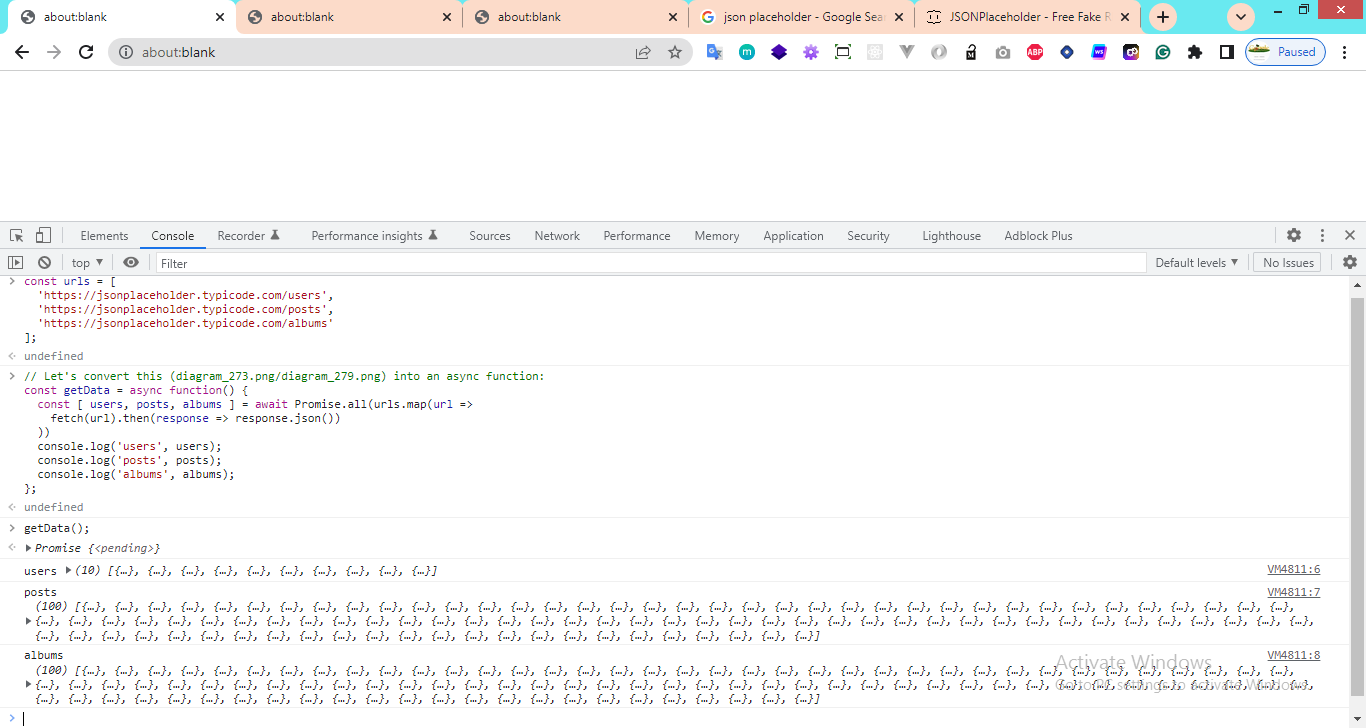 about:blank
about:blank
about:blank
json placeholder - Google Sea
JSONPlaceholder - Free Fake R
about:blank
Paused
Elements Console Recorder Performance insights Sources Network Performance Memory Application Security Lighthouse Adblock Plus
top ▼ Filter Default levels ▼ No Issues
> const urls = [
'https://jsonplaceholder.typicode.com/users',
'https://jsonplaceholder.typicode.com/posts',
'https://jsonplaceholder.typicode.com/albums'
];
undefined
> // Let's convert this (diagram_273.png/diagram_279.png) into an async function:
const getData = async function() {
const [ users, posts, albums ] = await Promise.all(urls.map(url =>
fetch(url).then(response => response.json())
))
console.log('users', users);
console.log('posts', posts);
console.log('albums', albums);
};
undefined
> getData();
▶ Promise {<pending>}
users ▶ (10) [{…}, {…}, {…}, {…}, {…}, {…}, {…}, {…}, {…}, {…}] VM4811:6
posts VM4811:7
(100) [{…}, {…}, {…}, {…}, {…}, {…}, {…}, {…}, {…}, {…}, {…}, {…}, {…}, {…}, {…}, {…}, {…}, {…}, {…}, {…}, {…}, {…}, {…}, {…}, {…}, {…}, {…}, {…}, {…}, {…}, {…}, {…}, {…}, {…}, {…}, {…}, {…},
▶ {…}, {…}, {…}, {…}, {…}, {…}, {…}, {…}, {…}, {…}, {…}, {…}, {…}, {…}, {…}, {…}, {…}, {…}, {…}, {…}, {…}, {…}, {…}, {…}, {…}, {…}, {…}, {…}, {…}, {…}, {…}, {…}, {…}, {…}, {…}, {…}, {…}, {…}, {…},
{…}, {…}, {…}, {…}, {…}, {…}, {…}, {…}, {…}, {…}, {…}, {…}, {…}, {…}, {…}, {…}, {…}, {…}, {…}, {…}, {…}, {…}, {…}, {…}]
albums VM4811:8
(100) [{…}, {…}, {…}, {…}, {…}, {…}, {…}, {…}, {…}, {…}, {…}, {…}, {…}, {…}, {…}, {…}, {…}, {…}, {…}, {…}, {…}, {…}, {…}, {…}, {…}, {…}, {…}, {…}, {…}, {…}, {…}, {…}, {…}, {…}, {…}, {…}, {…},
▶ {…}, {…}, {…}, {…}, {…}, {…}, {…}, {…}, {…}, {…}, {…}, {…}, {…}, {…}, {…}, {…}, {…}, {…}, {…}, {…}, {…}, {…}, {…}, {…}, {…}, {…}, {…}, {…}, {…}, {…}, {…}, {…}, {…}, {…}, {…}, {…}, {…}, {…}, {…},
{…}, {…}, {…}, {…}, {…}, {…}, {…}, {…}, {…}, {…}, {…}, {…}, {…}, {…}, {…}, {…}, {…}, {…}, {…}, {…}, {…}, {…}, {…}, {…}]
Activate Windows
Go to PC settings to activate Windows.
>